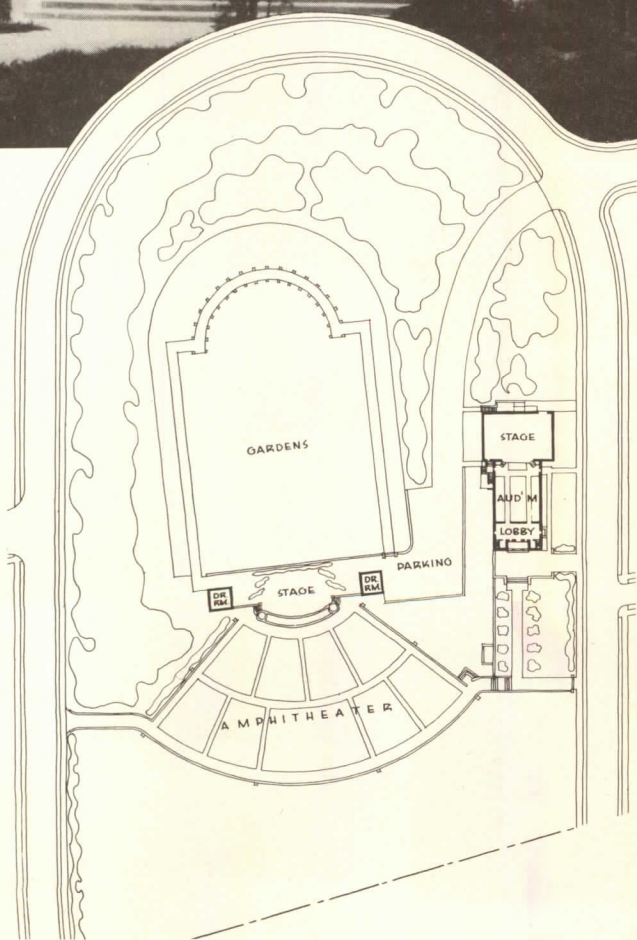 GARDENS
STAGE
AUD'M
LOBBY
PARKING
DR.
RM.
STAGE
DR.
RM.
AMPHITHEATER